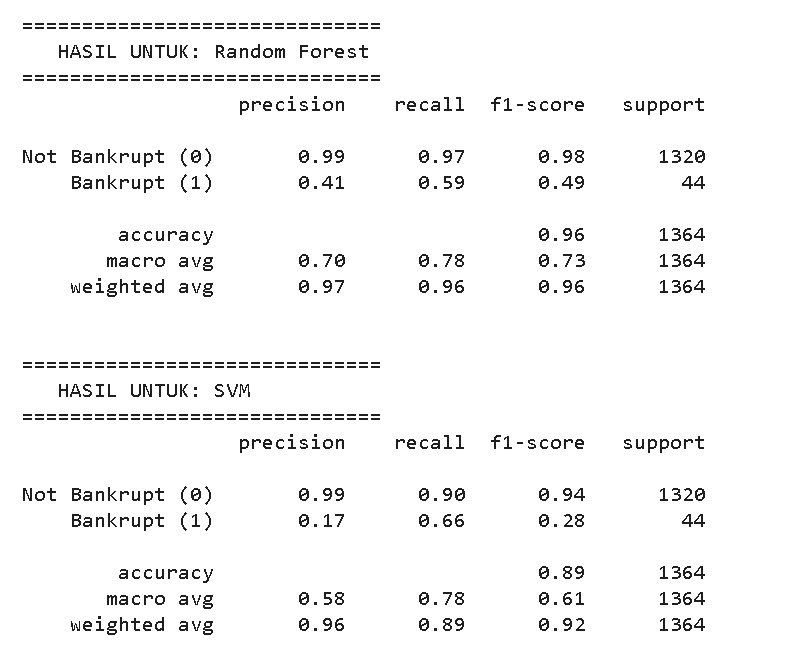 ==============================
HASIL UNTUK: Random Forest
==============================
precision recall f1-score support
Not Bankrupt (0) 0.99 0.97 0.98 1320
Bankrupt (1) 0.41 0.59 0.49 44
accuracy 0.96 1364
macro avg 0.70 0.78 0.73 1364
weighted avg 0.97 0.96 0.96 1364
==============================
HASIL UNTUK: SVM
==============================
precision recall f1-score support
Not Bankrupt (0) 0.99 0.90 0.94 1320
Bankrupt (1) 0.17 0.66 0.28 44
accuracy 0.89 1364
macro avg 0.58 0.78 0.61 1364
weighted avg 0.96 0.89 0.92 1364